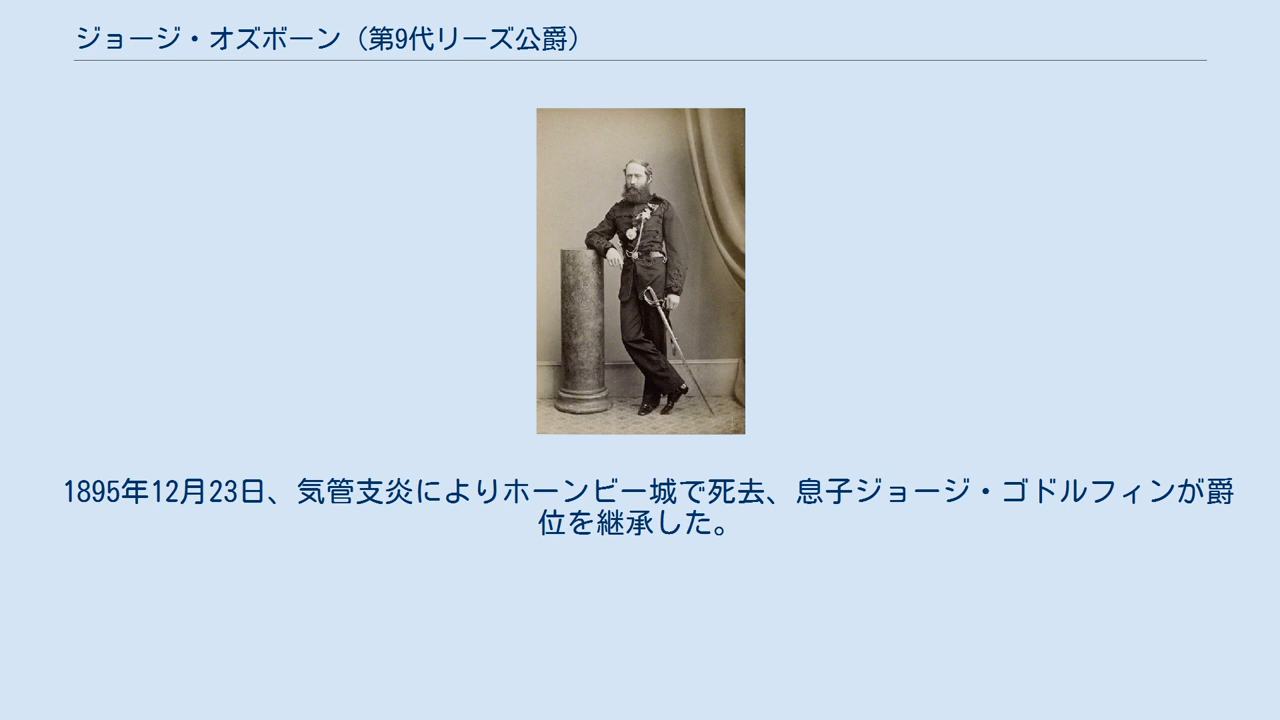 ジョージ・オズボーン（第9代リーズ公爵）
1895年12月23日、気管支炎によりホーンビー城で死去、息子ジョージ・ゴドルフィンが爵
位を継承した。